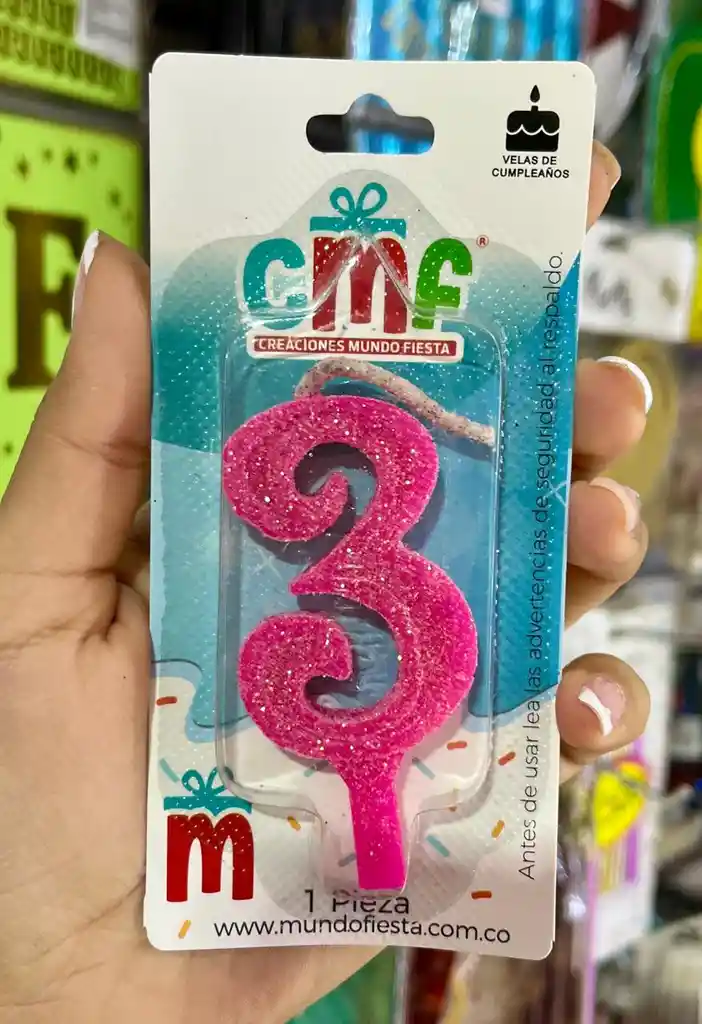 VELAS DE
CUMPLEAÑOS
cmf®
CREACIONES MUNDO FIESTA
Antes de usar lea las advertencias de seguridad al respaldo.
3
m
1 Pieza
www.mundofiesta.com.co
F